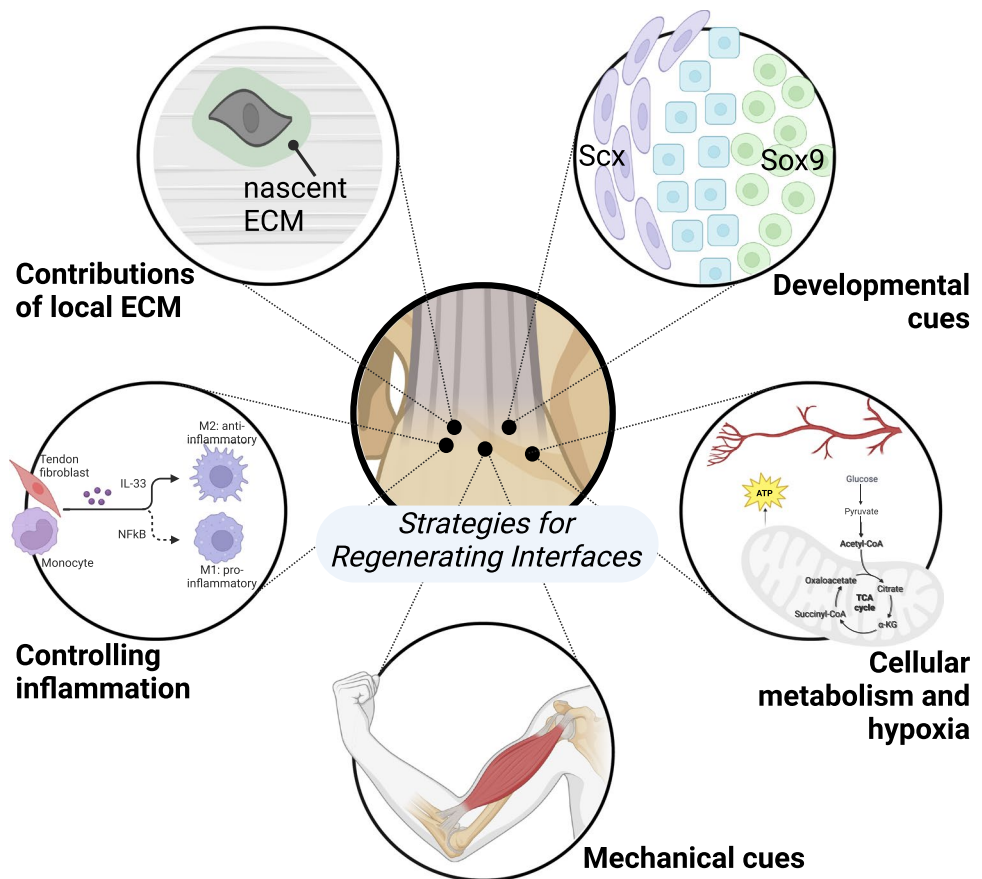 nascent
ECM
Contributions
of local ECM
Scx
Sox9
Developmental
cues
M2: anti-
inflammatory
Tendon
fibroblast
IL-33
NFkB
Monocyte
M1: pro-
inflammatory
Controlling
inflammation
Strategies for
Regenerating Interfaces
ATP
Glucose
Pyruvate
Acetyl-CoA
Oxaloacetate
Citrate
TCA
cycle
Succinyl-CoA
α-KG
Cellular
metabolism and
hypoxia
Mechanical cues